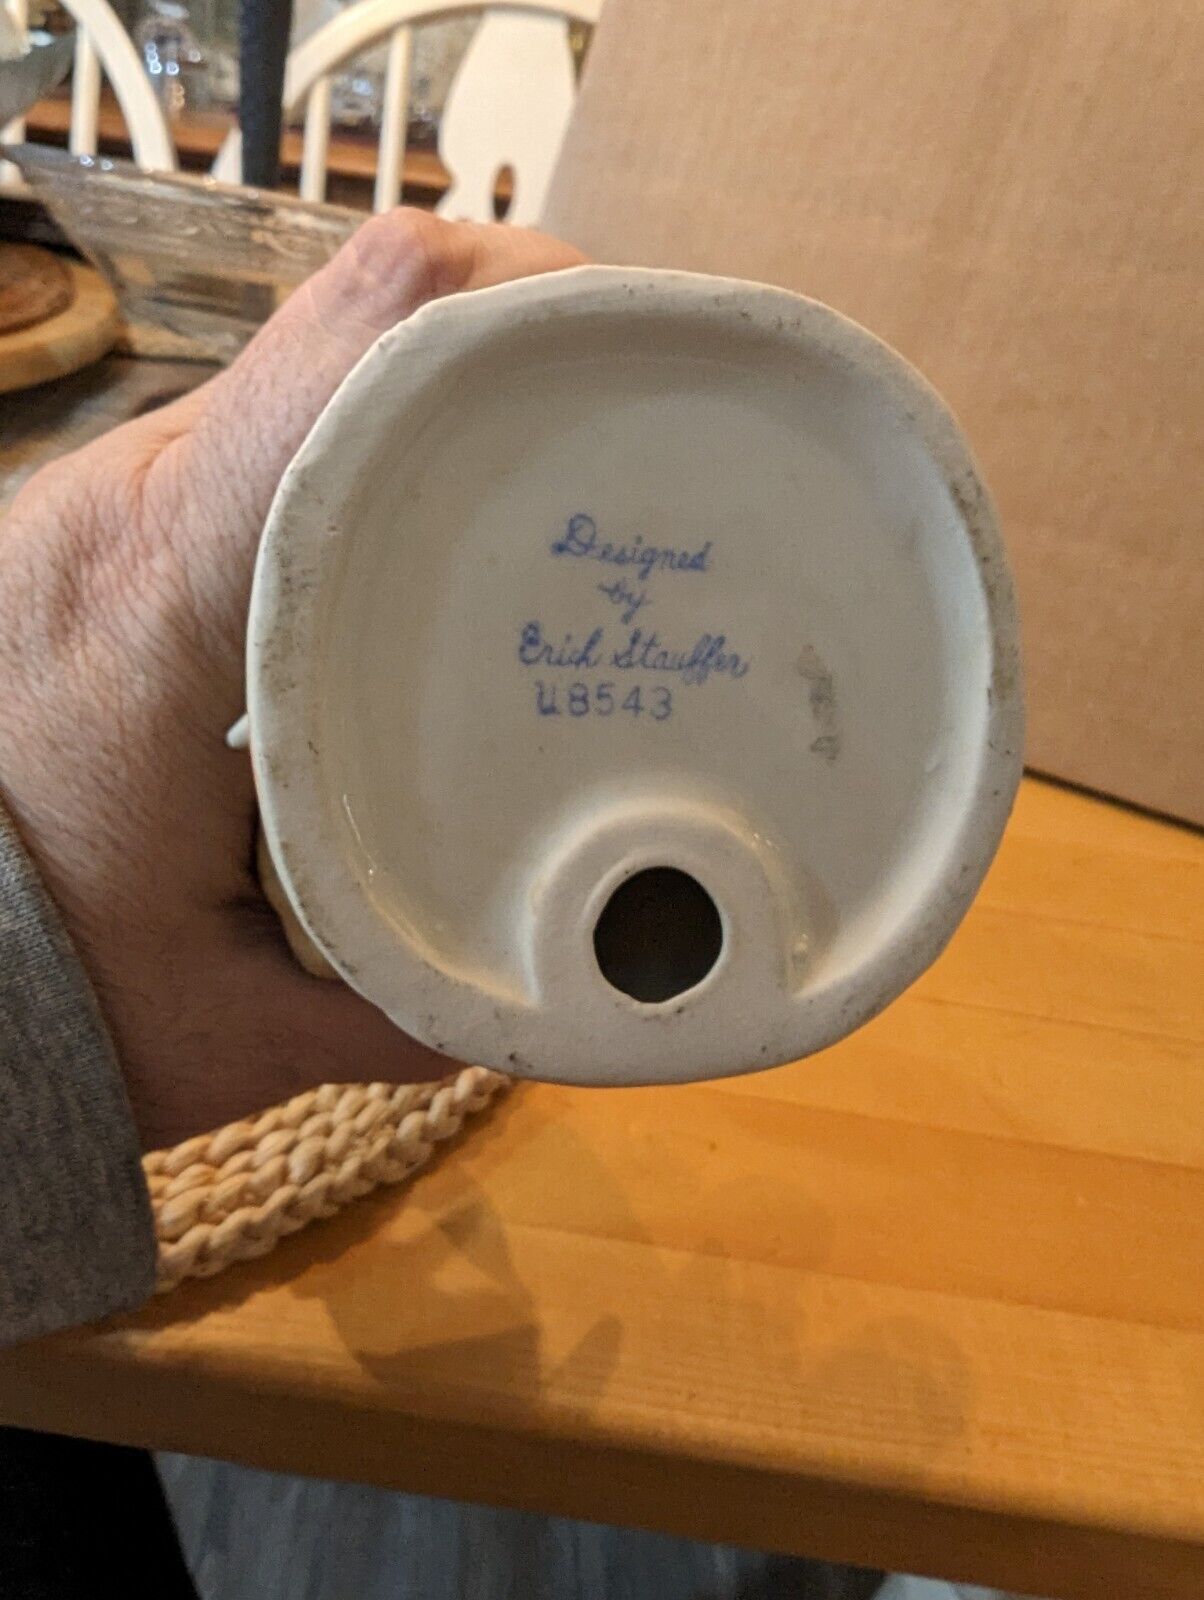 Designed
by
Erich Stauffer
U8543